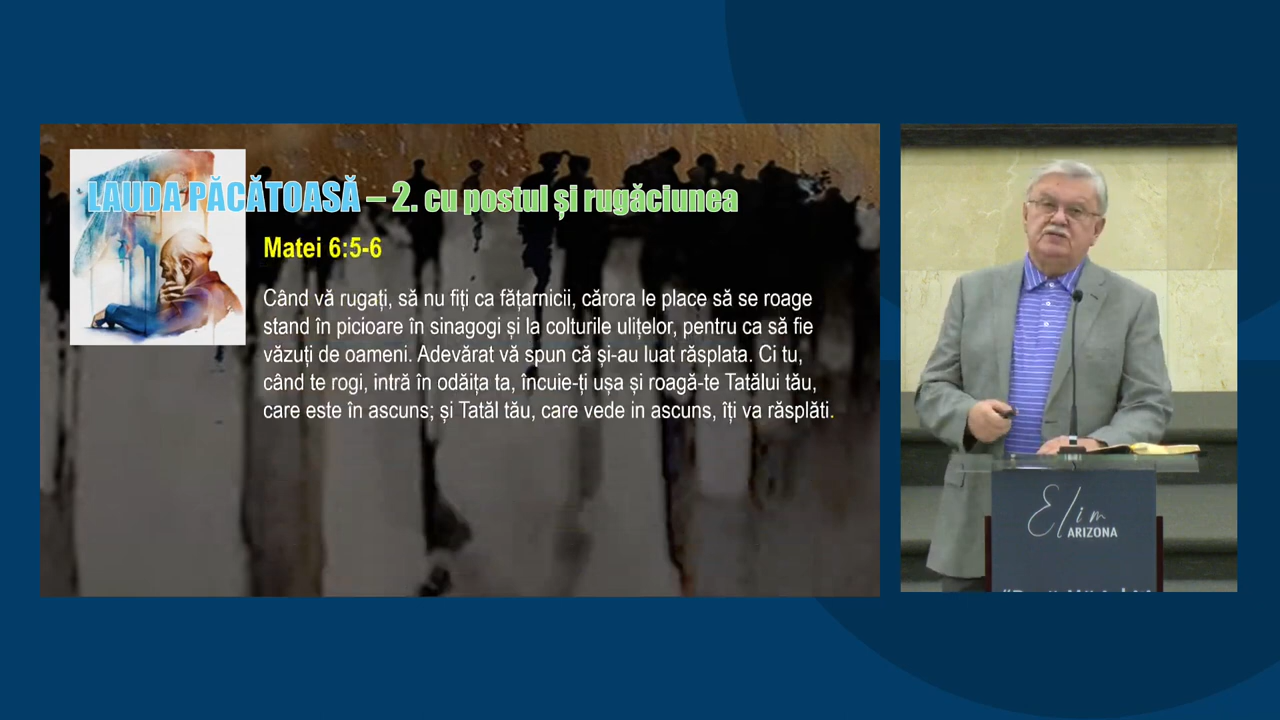 LAUDA PĂCĂTOASĂ – 2. cu postul și rugăciunea
Matei 6:5-6
Când vă rugați, să nu fiți ca fățarnicii, cărora le place să se roage
stand în picioare în sinagogi și la colturile ulițelor, pentru ca să fie
văzuți de oameni. Adevărat vă spun că și-au luat răsplata. Ci tu,
când te rogi, intră în odăița ta, încuie-ți ușa și roagă-te Tatălui tău,
care este în ascuns; și Tatăl tău, care vede in ascuns, îți va răsplăti.
Elim
ARIZONA